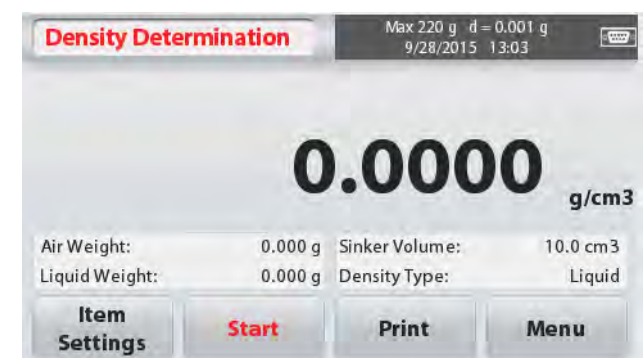 Density Determination
Max 220 g d = 0.001 g
9/28/2015 13:03
0.0000
g/cm3
Air Weight: 0.000 g Sinker Volume: 10.0 cm3
Liquid Weight: 0.000 g Density Type: Liquid
Item Settings
Start
Print
Menu